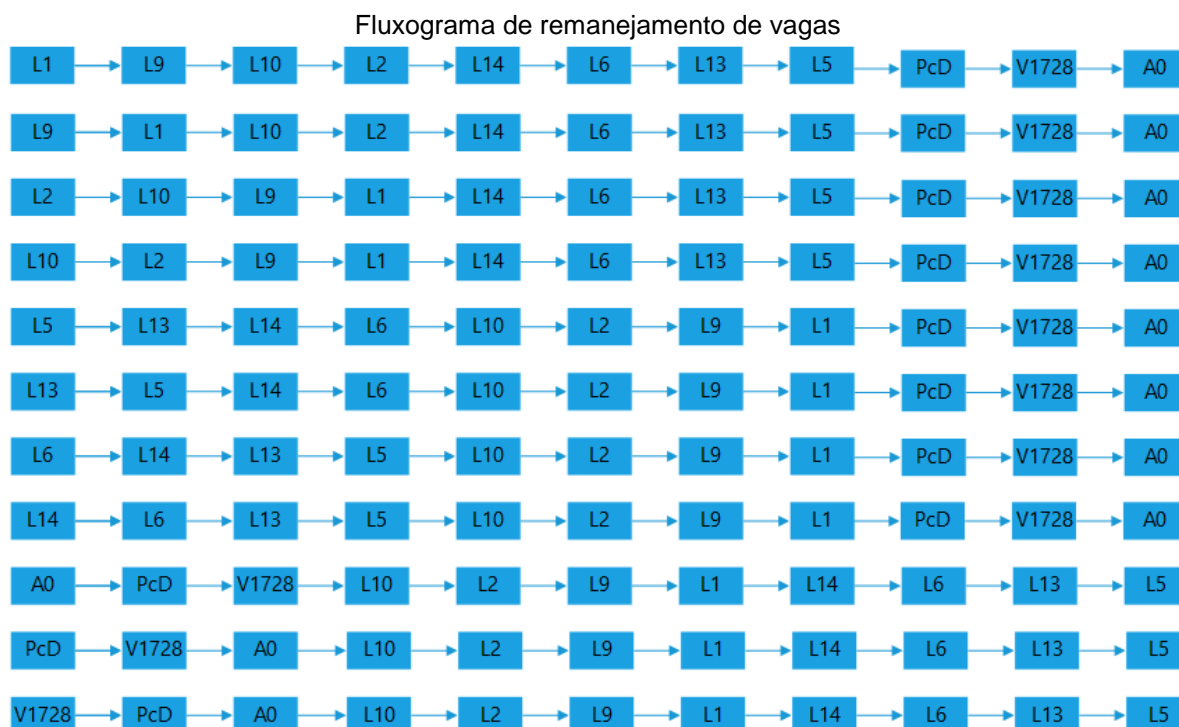 Fluxograma de remanejamento de vagas
L1 L9 L10 L2 L14 L6 L13 L5 PcD V1728 A0
L9 L1 L10 L2 L14 L6 L13 L5 PcD V1728 A0
L2 L10 L9 L1 L14 L6 L13 L5 PcD V1728 A0
L10 L2 L9 L1 L14 L6 L13 L5 PcD V1728 A0
L5 L13 L14 L6 L10 L2 L9 L1 PcD V1728 A0
L13 L5 L14 L6 L10 L2 L9 L1 PcD V1728 A0
L6 L14 L13 L5 L10 L2 L9 L1 PcD V1728 A0
L14 L6 L13 L5 L10 L2 L9 L1 PcD V1728 A0
A0 PcD V1728 L10 L2 L9 L1 L14 L6 L13 L5
PcD V1728 A0 L10 L2 L9 L1 L14 L6 L13 L5
V1728 PcD A0 L10 L2 L9 L1 L14 L6 L13 L5